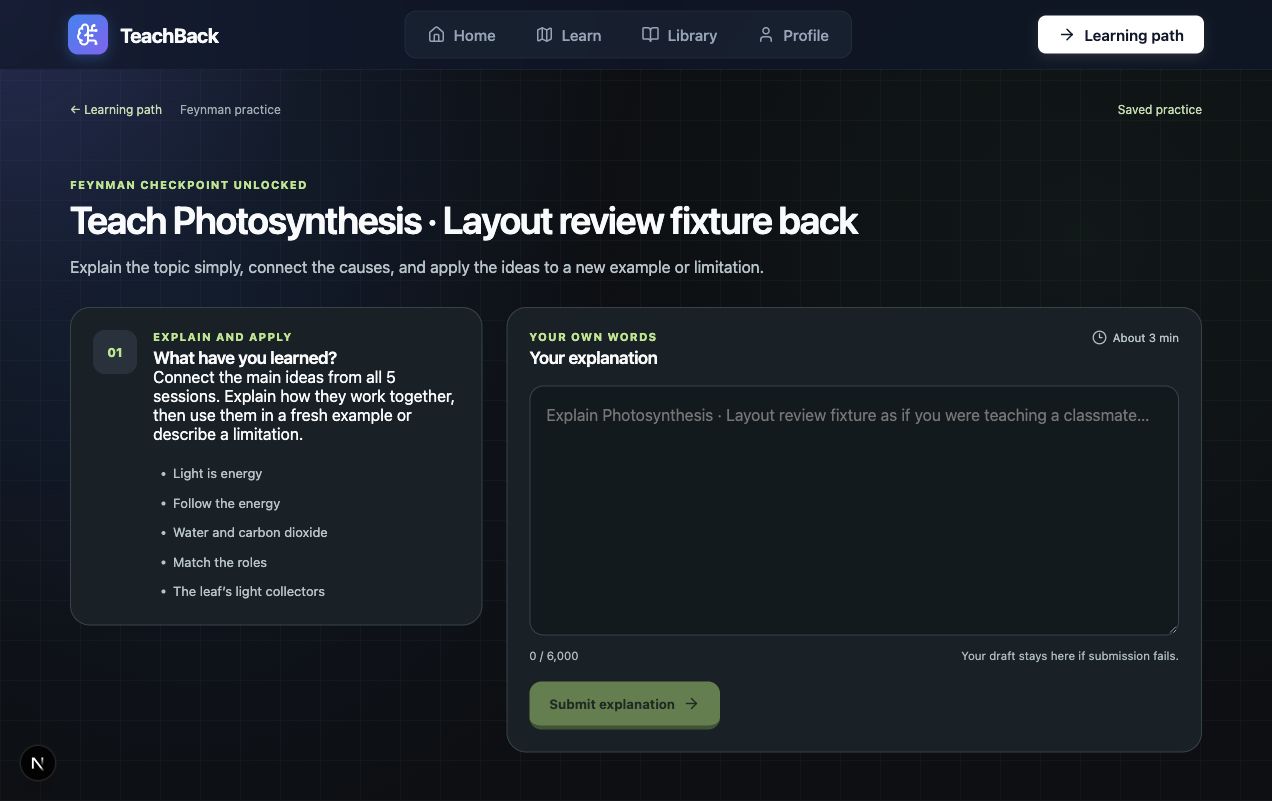 TeachBack
Home
Learn
Library
Profile
→ Learning path
← Learning path
Feynman practice
Saved practice
FEYNMAN CHECKPOINT UNLOCKED
Teach Photosynthesis · Layout review fixture back
Explain the topic simply, connect the causes, and apply the ideas to a new example or limitation.
01
EXPLAIN AND APPLY
What have you learned?
Connect the main ideas from all 5
sessions. Explain how they work together,
then use them in a fresh example or
describe a limitation.
• Light is energy
• Follow the energy
• Water and carbon dioxide
• Match the roles
• The leaf’s light collectors
YOUR OWN WORDS
About 3 min
Your explanation
Explain Photosynthesis · Layout review fixture as if you were teaching a classmate...
0 / 6,000
Your draft stays here if submission fails.
Submit explanation →
N